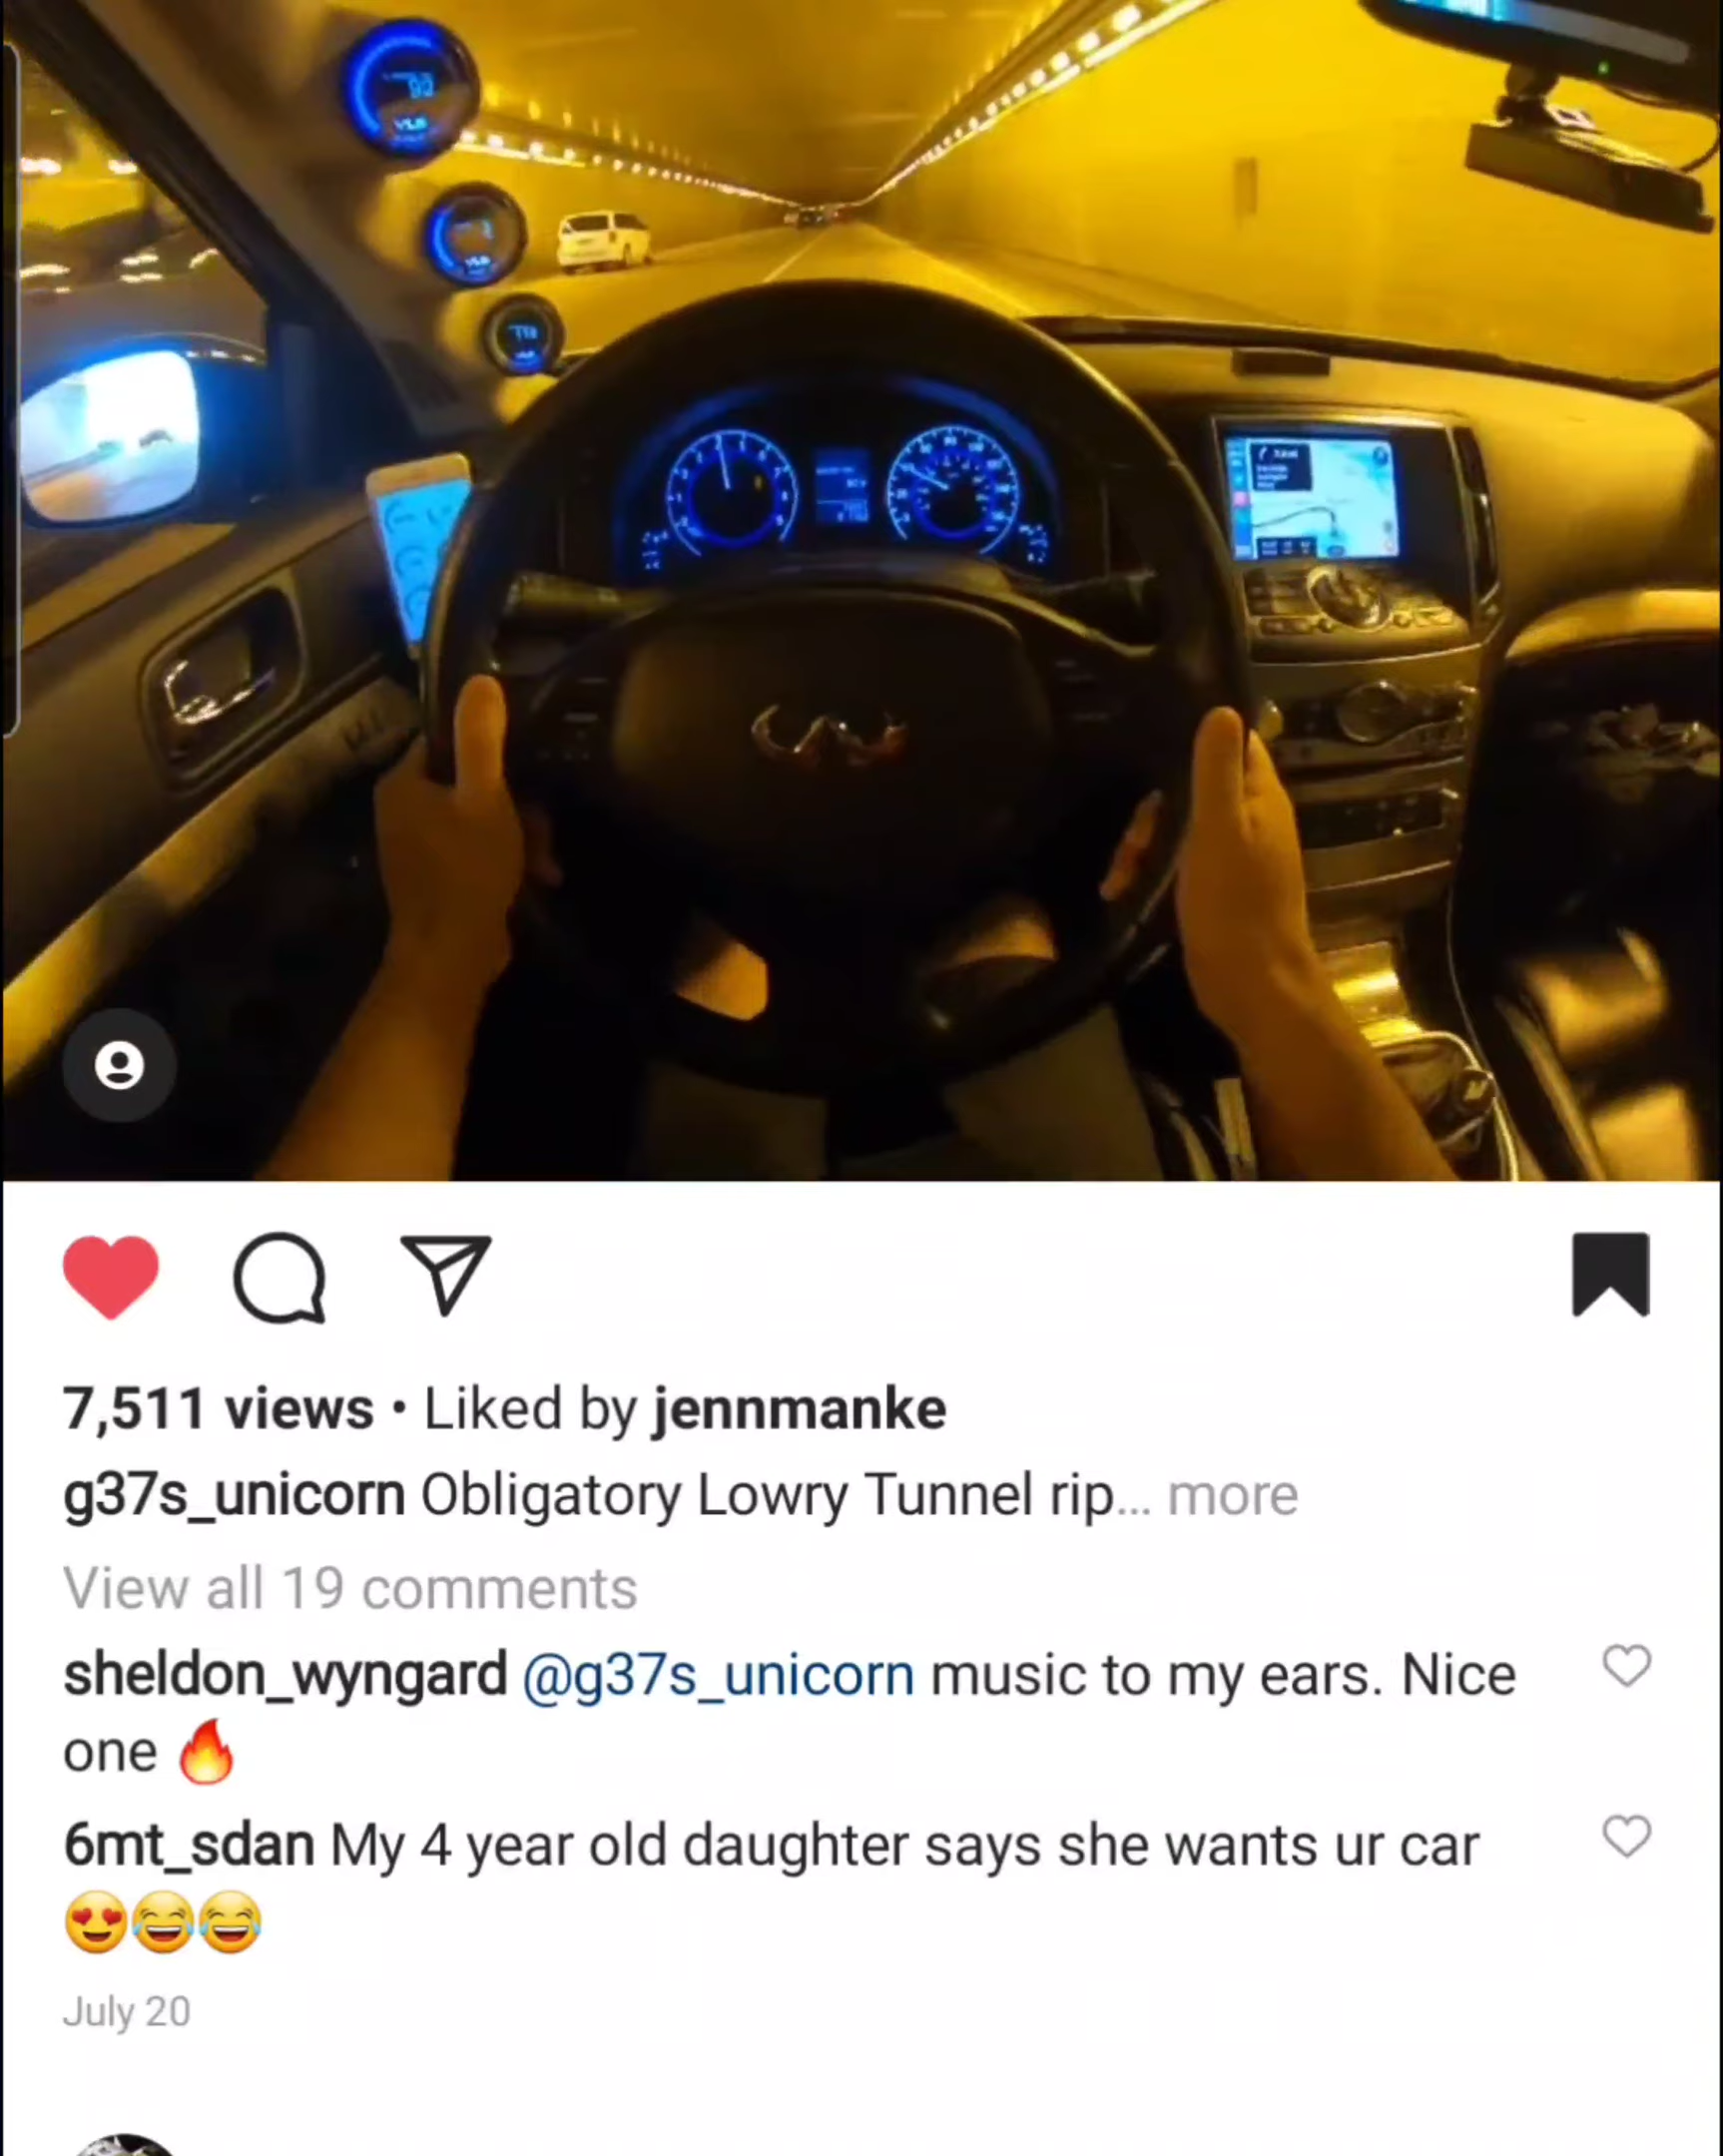 7,511 views • Liked by jennmanke
g37s_unicorn Obligatory Lowry Tunnel rip... more
View all 19 comments
sheldon_wyngard @g37s_unicorn music to my ears. Nice
one 🔥
6mt_sdan My 4 year old daughter says she wants ur car
😍😂😂
July 20